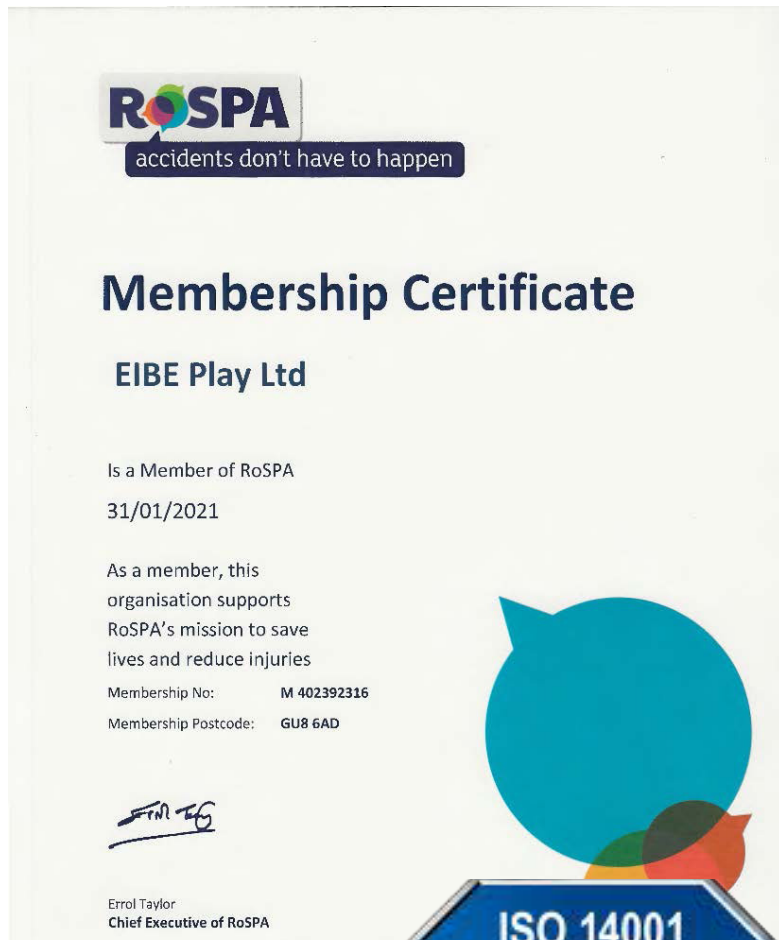 ROSPA
accidents don't have to happen
Membership Certificate
EIBE Play Ltd
Is a Member of RoSPA
31/01/2021
As a member, this
organisation supports
RoSPA's mission to save
lives and reduce injuries
Membership No: M 402392316
Membership Postcode: GU8 6AD
Errol Taylor
Chief Executive of RoSPA
ISO 14001